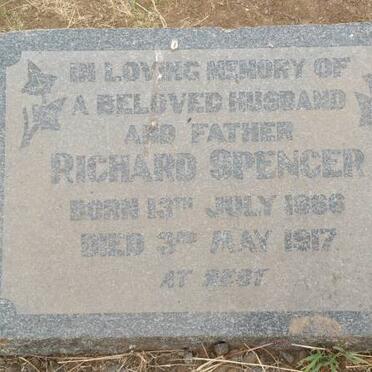 IN LOVING MEMORY OF
A BELOVED HUSBAND
AND FATHER
RICHARD SPENCER
BORN 13TH JULY 1866
DIED 3RD MAY 1917
AT REST